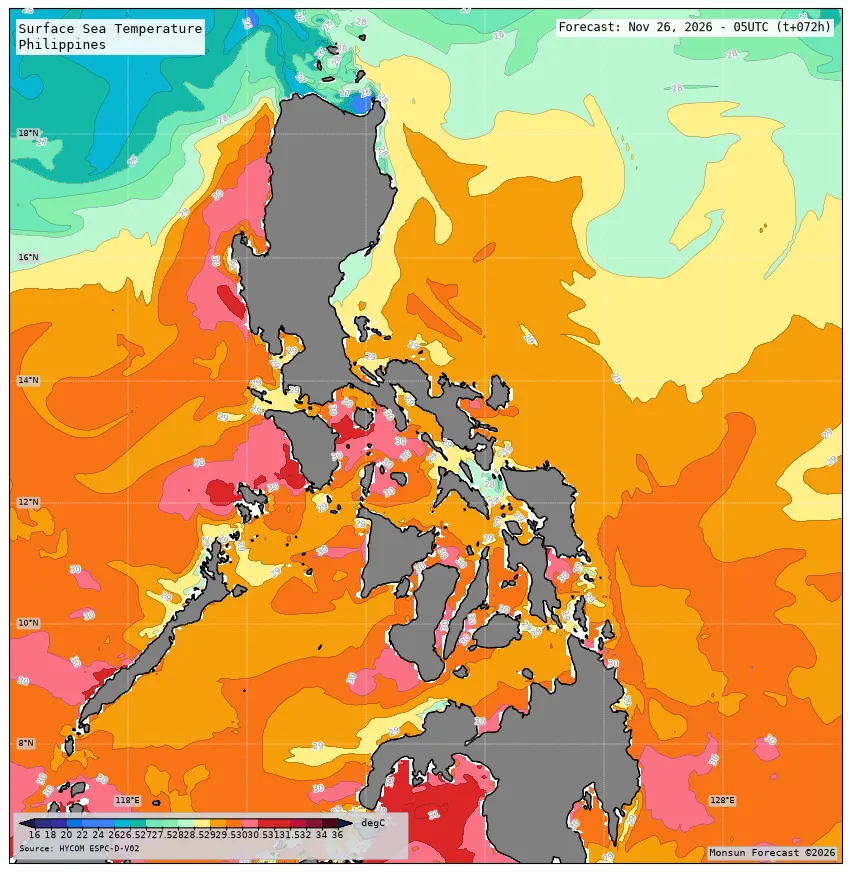 Surface Sea Temperature
Philippines
Forecast: Nov 26, 2026 - 05UTC (t+072h)
18°N
16°N
14°N
12°N
10°N
8°N
118°E
128°E
16 18 20 22 24 26 26.5 27 27.5 28 28.5 29 29.5 30 30.5 31 31.5 32 34 36 degC
Source: HYCOM ESPC-D-V02
Monsun Forecast ©2026